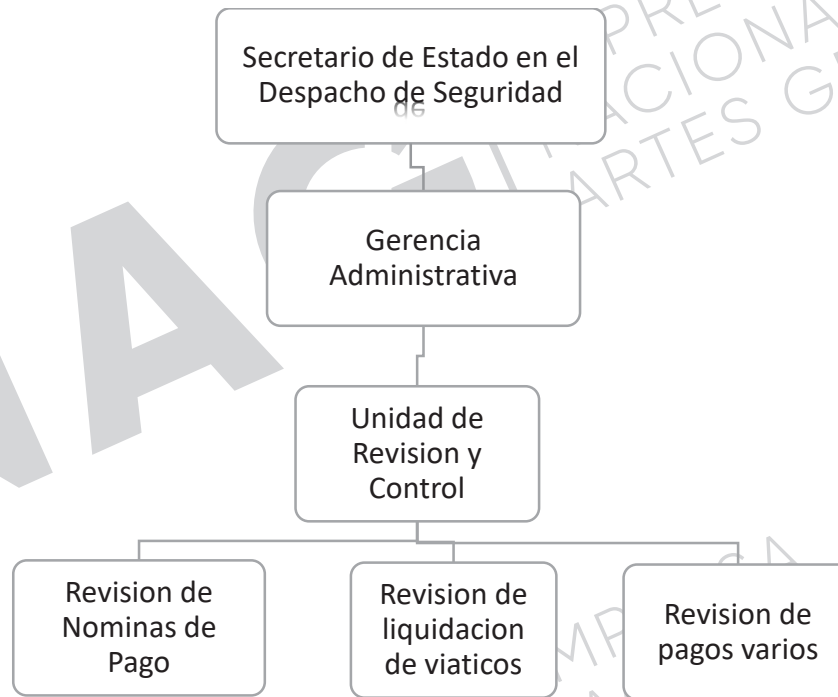 Secretario de Estado en el
Despacho de Seguridad
de
Gerencia
Administrativa
Unidad de
Revision y
Control
Revision de
Nominas de
Pago
Revision de
liquidacion
de viaticos
Revision de
pagos varios